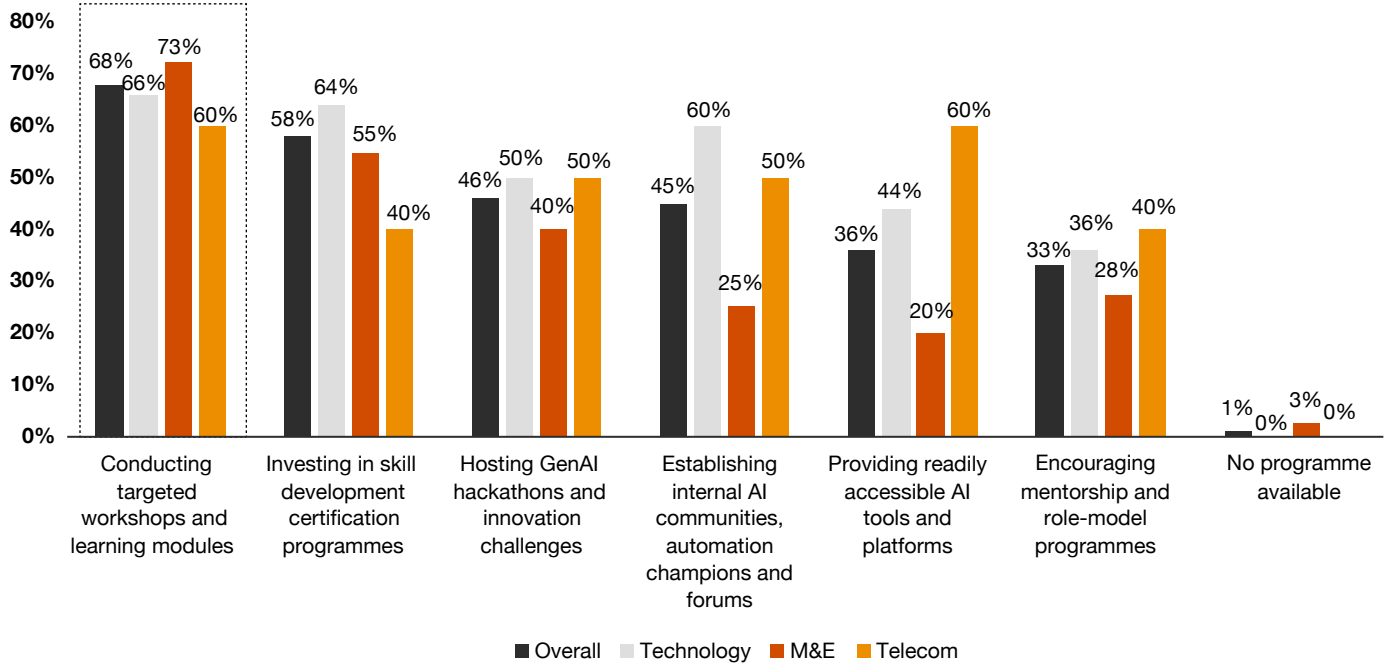 80%
70%
60%
50%
40%
30%
20%
10%
0%
68%
66%
73%
60%
58%
64%
55%
40%
46%
50%
40%
50%
45%
60%
25%
50%
36%
44%
20%
60%
33%
36%
28%
40%
1%
0%
3%
0%
Conducting
targeted
workshops and
learning modules
Investing in skill
development
certification
programmes
Hosting GenAI
hackathons and
innovation
challenges
Establishing
internal AI
communities,
automation
champions and
forums
Providing readily
accessible AI
tools and
platforms
Encouraging
mentorship and
role-model
programmes
No programme
available
Overall
Technology
M&E
Telecom